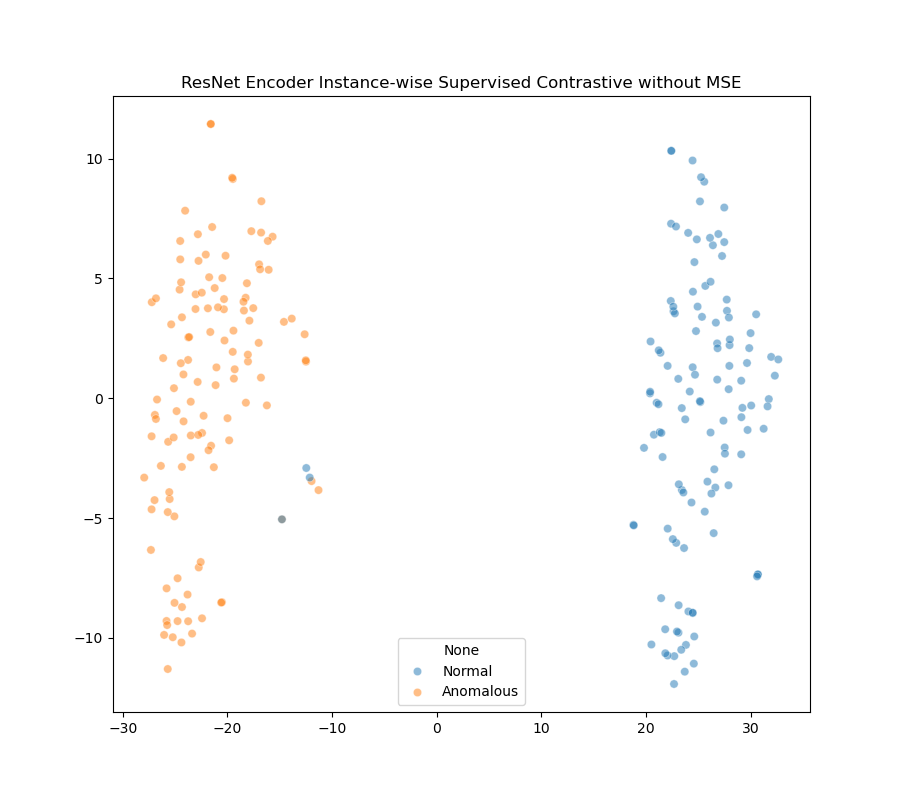 ResNet Encoder Instance-wise Supervised Contrastive without MSE
10
5
0
−5
−10
None
Normal
Anomalous
−30 −20 −10 0 10 20 30